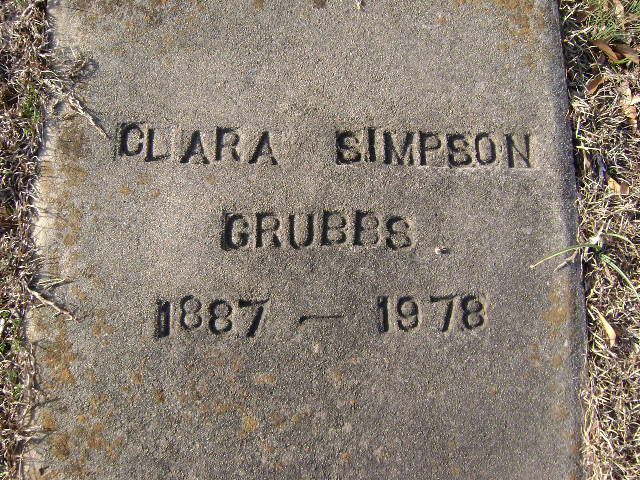 CLARA SIMPSON
GRUBBS
1887 — 1978